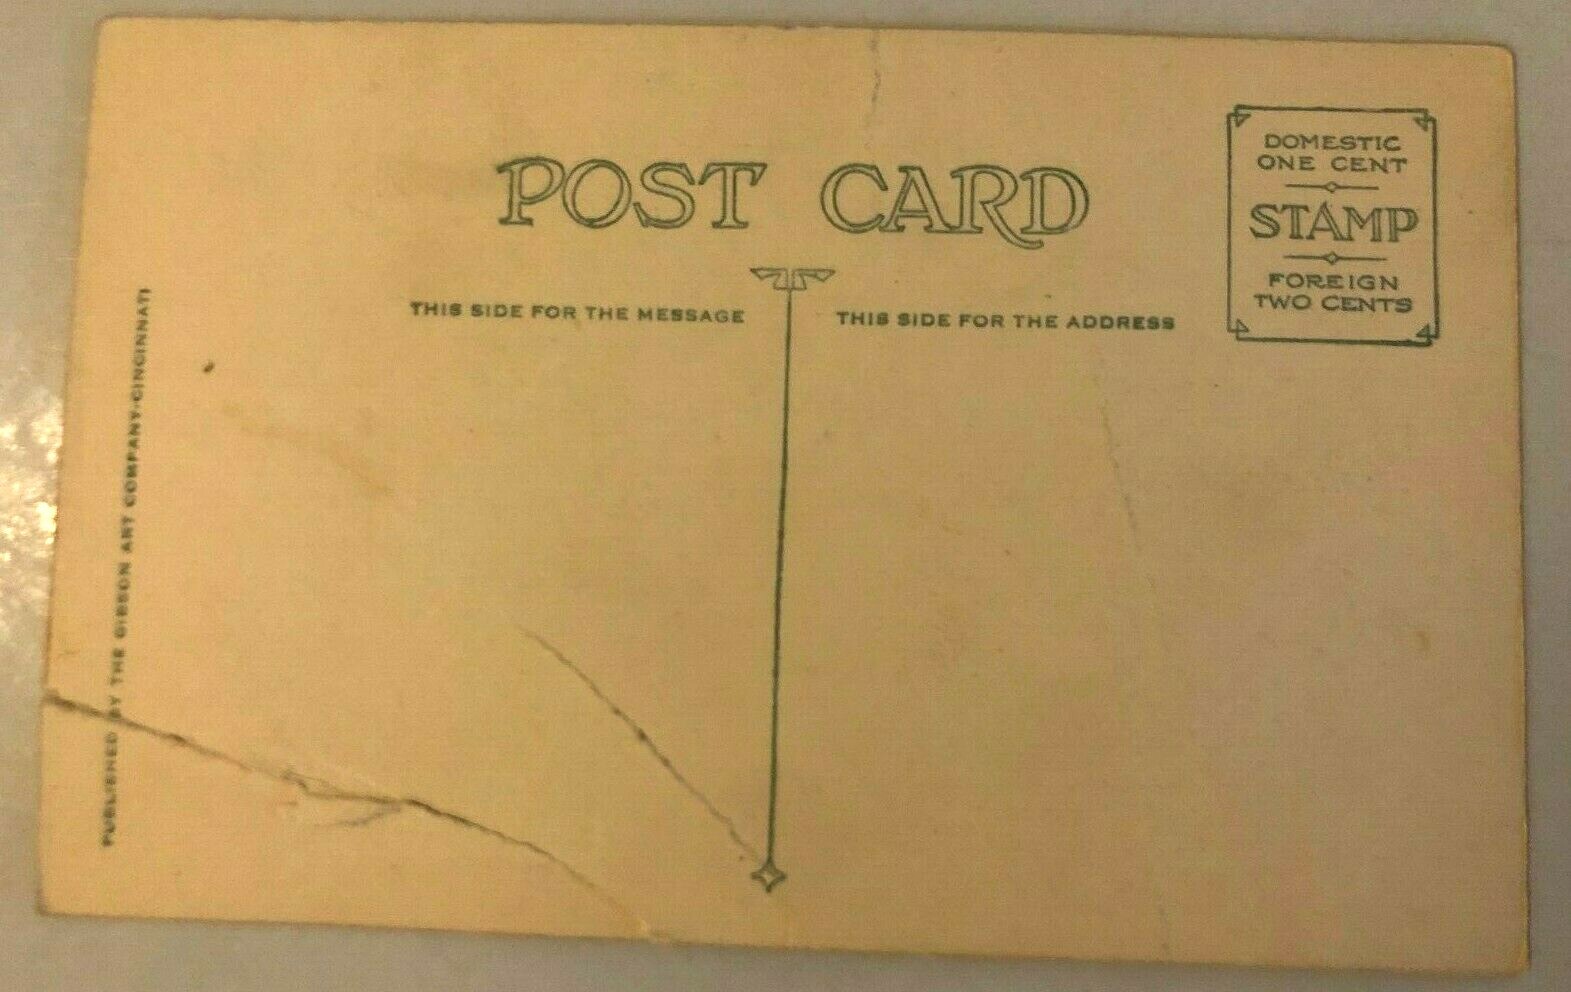 POST CARD
DOMESTIC
ONE CENT
STAMP
FOREIGN
TWO CENTS
THIS SIDE FOR THE MESSAGE
THIS SIDE FOR THE ADDRESS
PUBLISHED BY THE GIBSON ART COMPANY-CINCINNATI